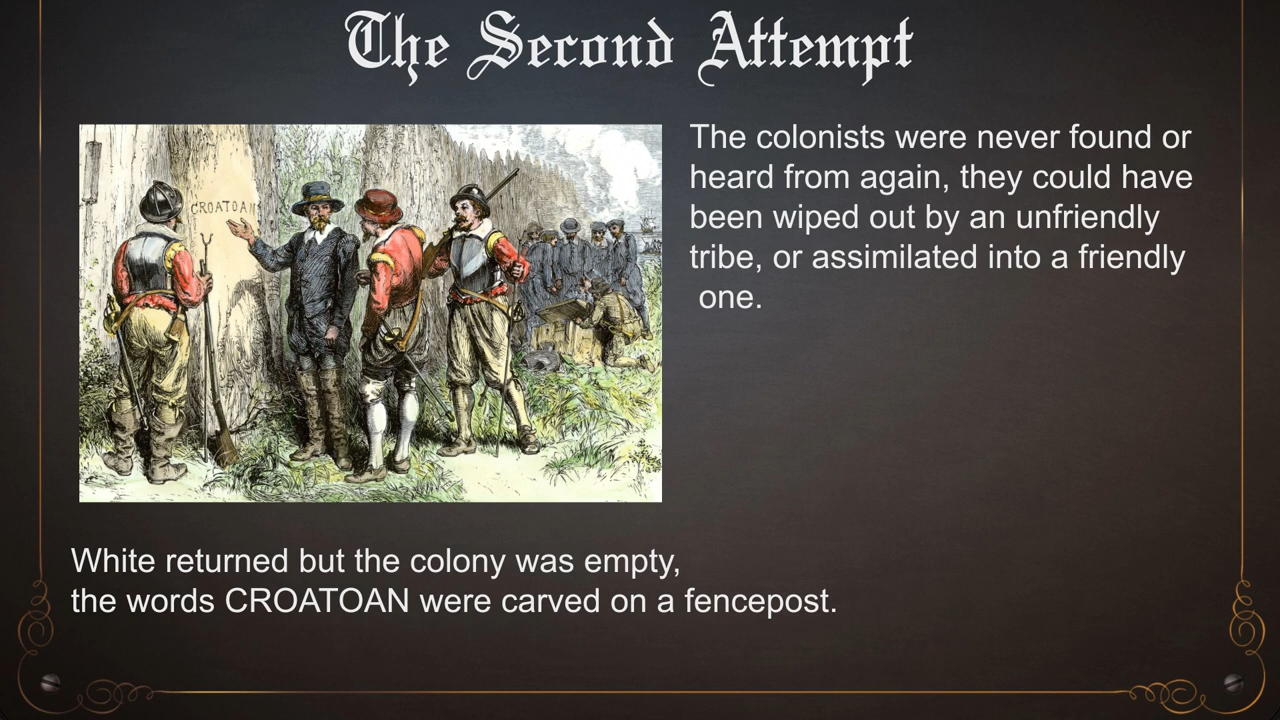 The Second Attempt
CROATOAN
The colonists were never found or
heard from again, they could have
been wiped out by an unfriendly
tribe, or assimilated into a friendly
one.
White returned but the colony was empty,
the words CROATOAN were carved on a fencepost.